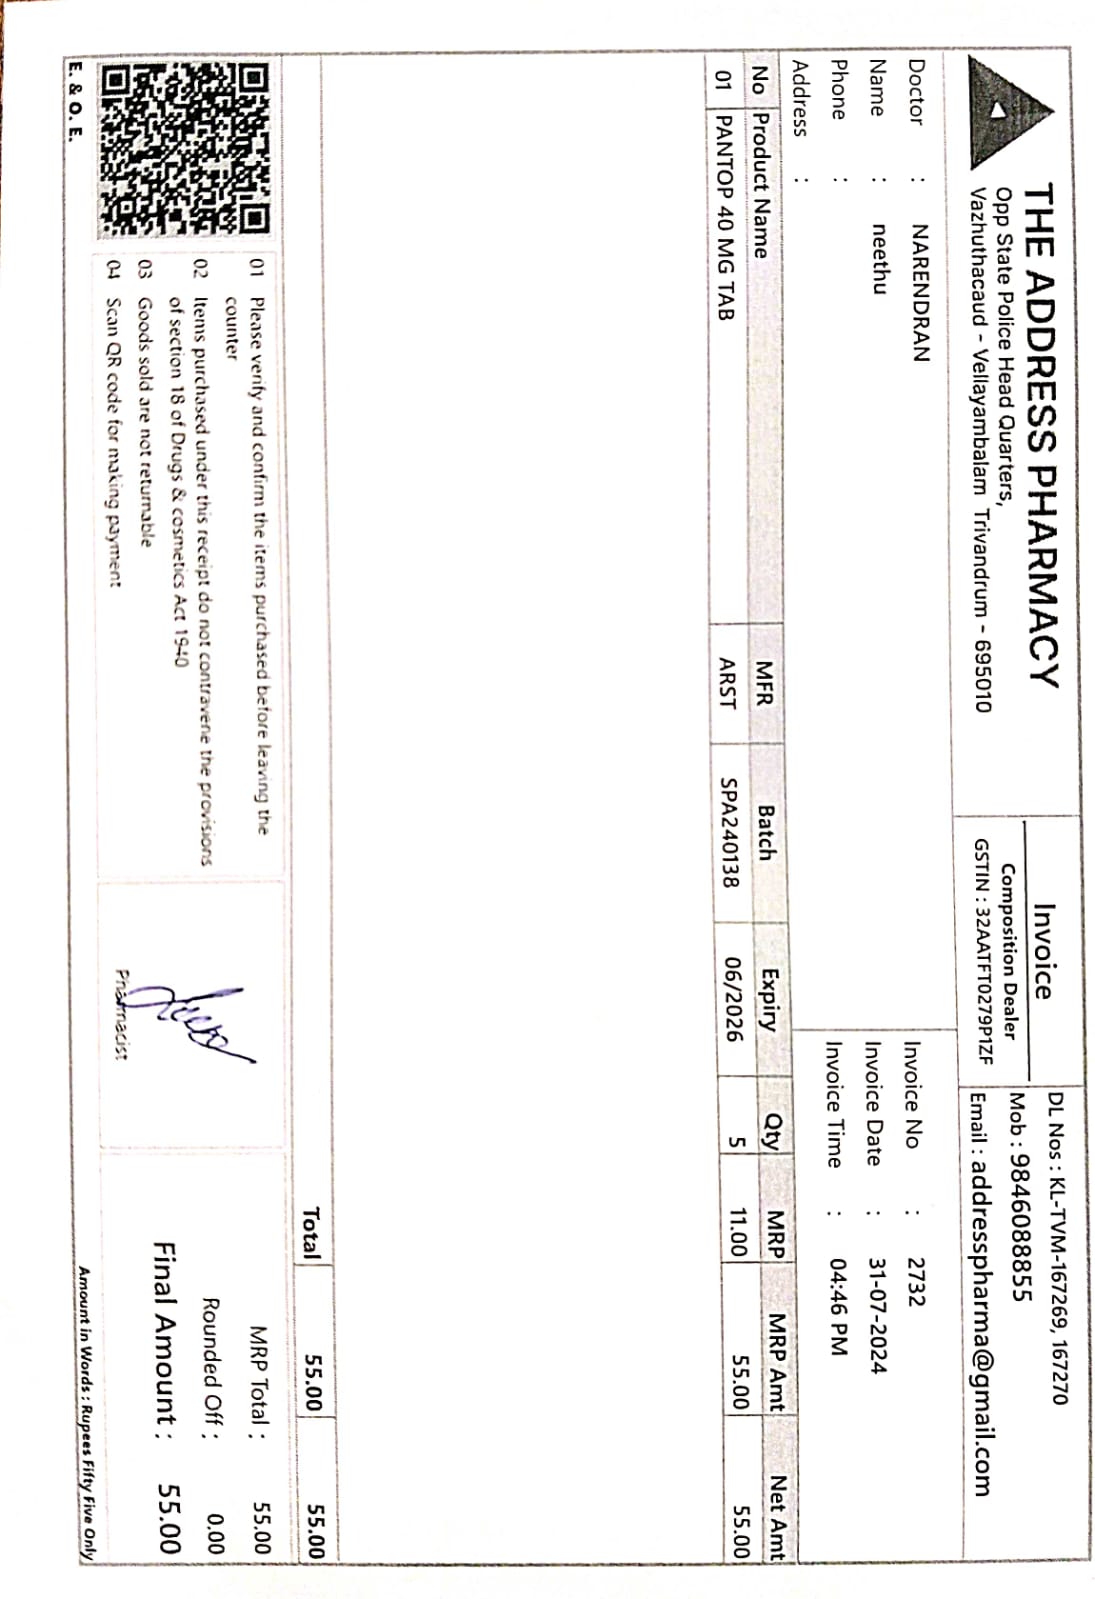 THE ADDRESS PHARMACY
Opp State Police Head Quarters,
Vazhuthacaud - Vellayambalam Trivandrum - 695010
Invoice
Composition Dealer
GSTIN : 32AATFT0279P1ZF
DL Nos : KL-TVM-167269, 167270
Mob : 9846088855
Email : addresspharma@gmail.com
Doctor : NARENDRAN
Name : neethu
Phone :
Address :
Invoice No : 2732
Invoice Date : 31-07-2024
Invoice Time : 04:46 PM
No Product Name MFR Batch Expiry Qty MRP MRP Amt Net Amt
01 PANTOP 40 MG TAB ARST SPA240138 06/2026 5 11.00 55.00 55.00
Total 55.00 55.00
01 Please verify and confirm the items purchased before leaving the
counter
02 Items purchased under this receipt do not contravene the provisions
of section 18 of Drugs & cosmetics Act 1940
03 Goods sold are not returnable
04 Scan QR code for making payment
Pharmacist
MRP Total : 55.00
Rounded Off : 0.00
Final Amount : 55.00
E. & O. E.
Amount in Words : Rupees Fifty Five Only